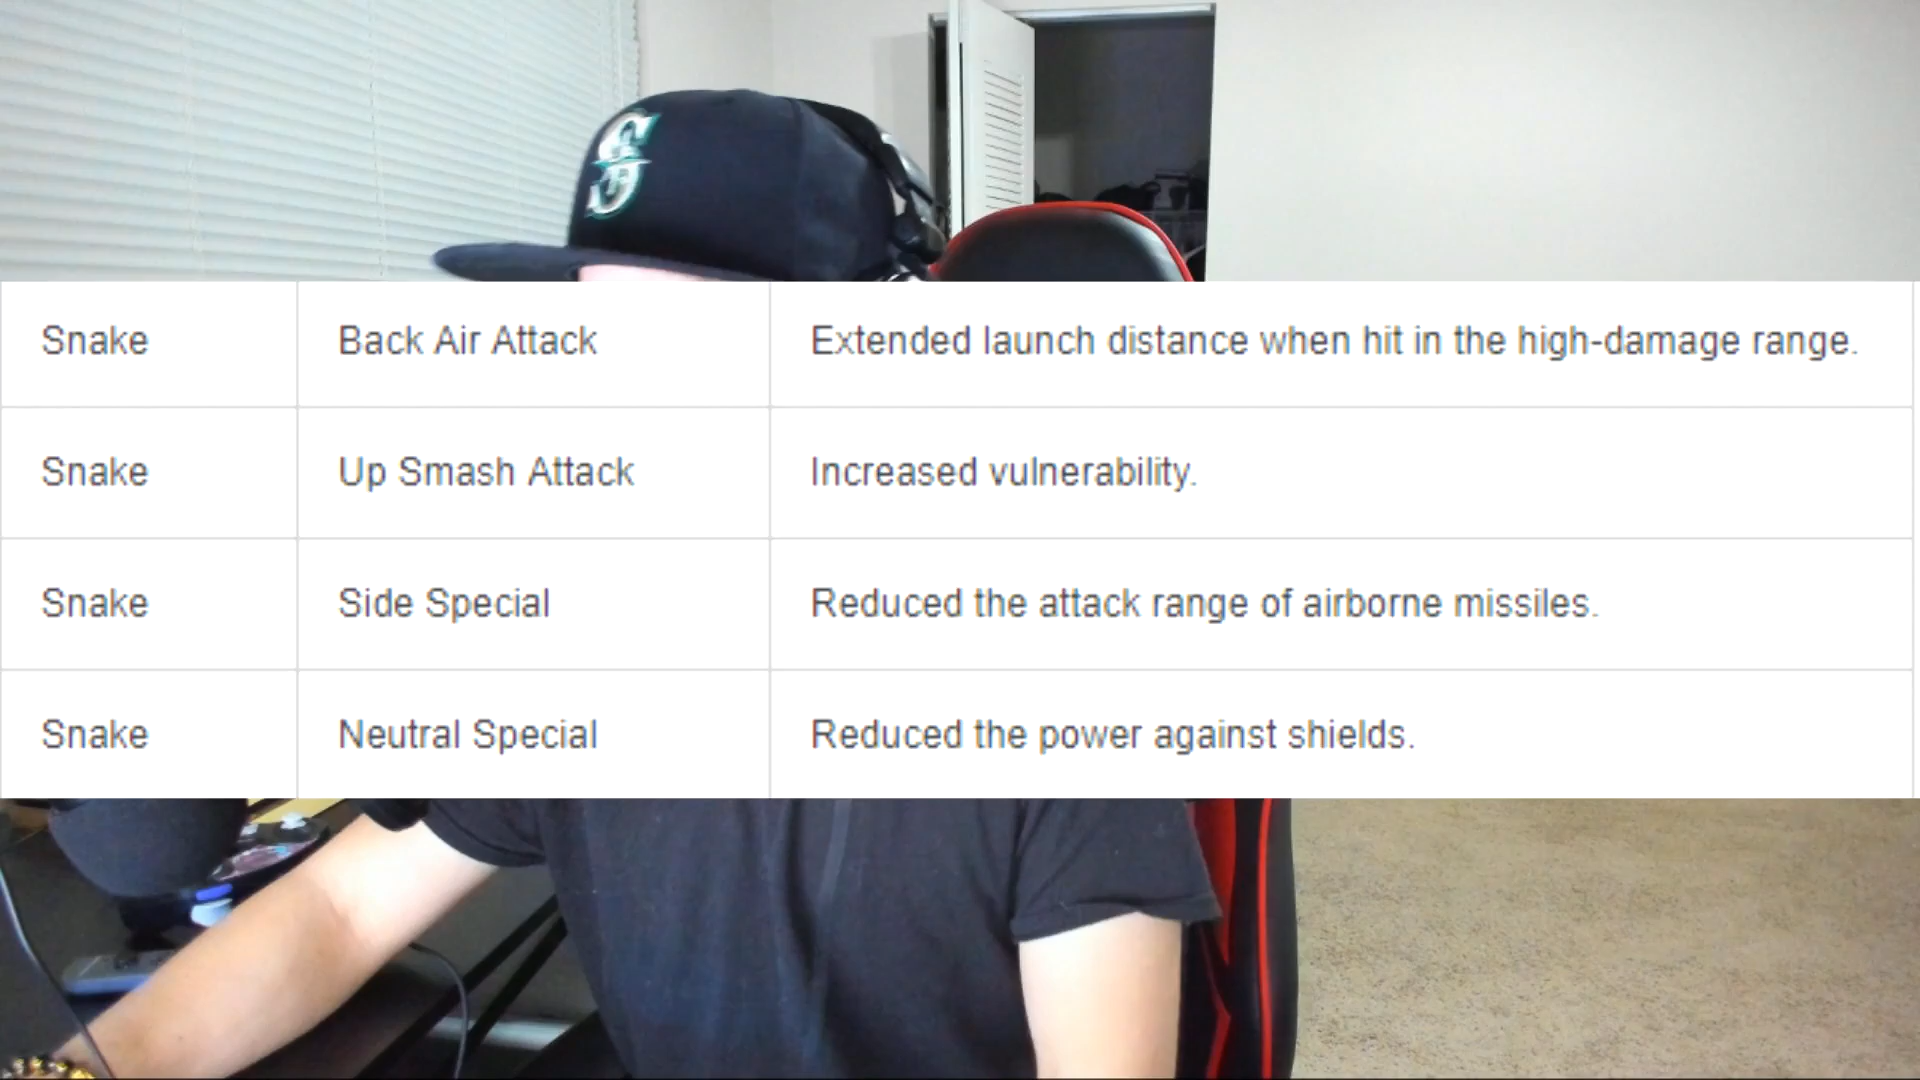 Snake Back Air Attack Extended launch distance when hit in the high-damage range.
Snake Up Smash Attack Increased vulnerability.
Snake Side Special Reduced the attack range of airborne missiles.
Snake Neutral Special Reduced the power against shields.